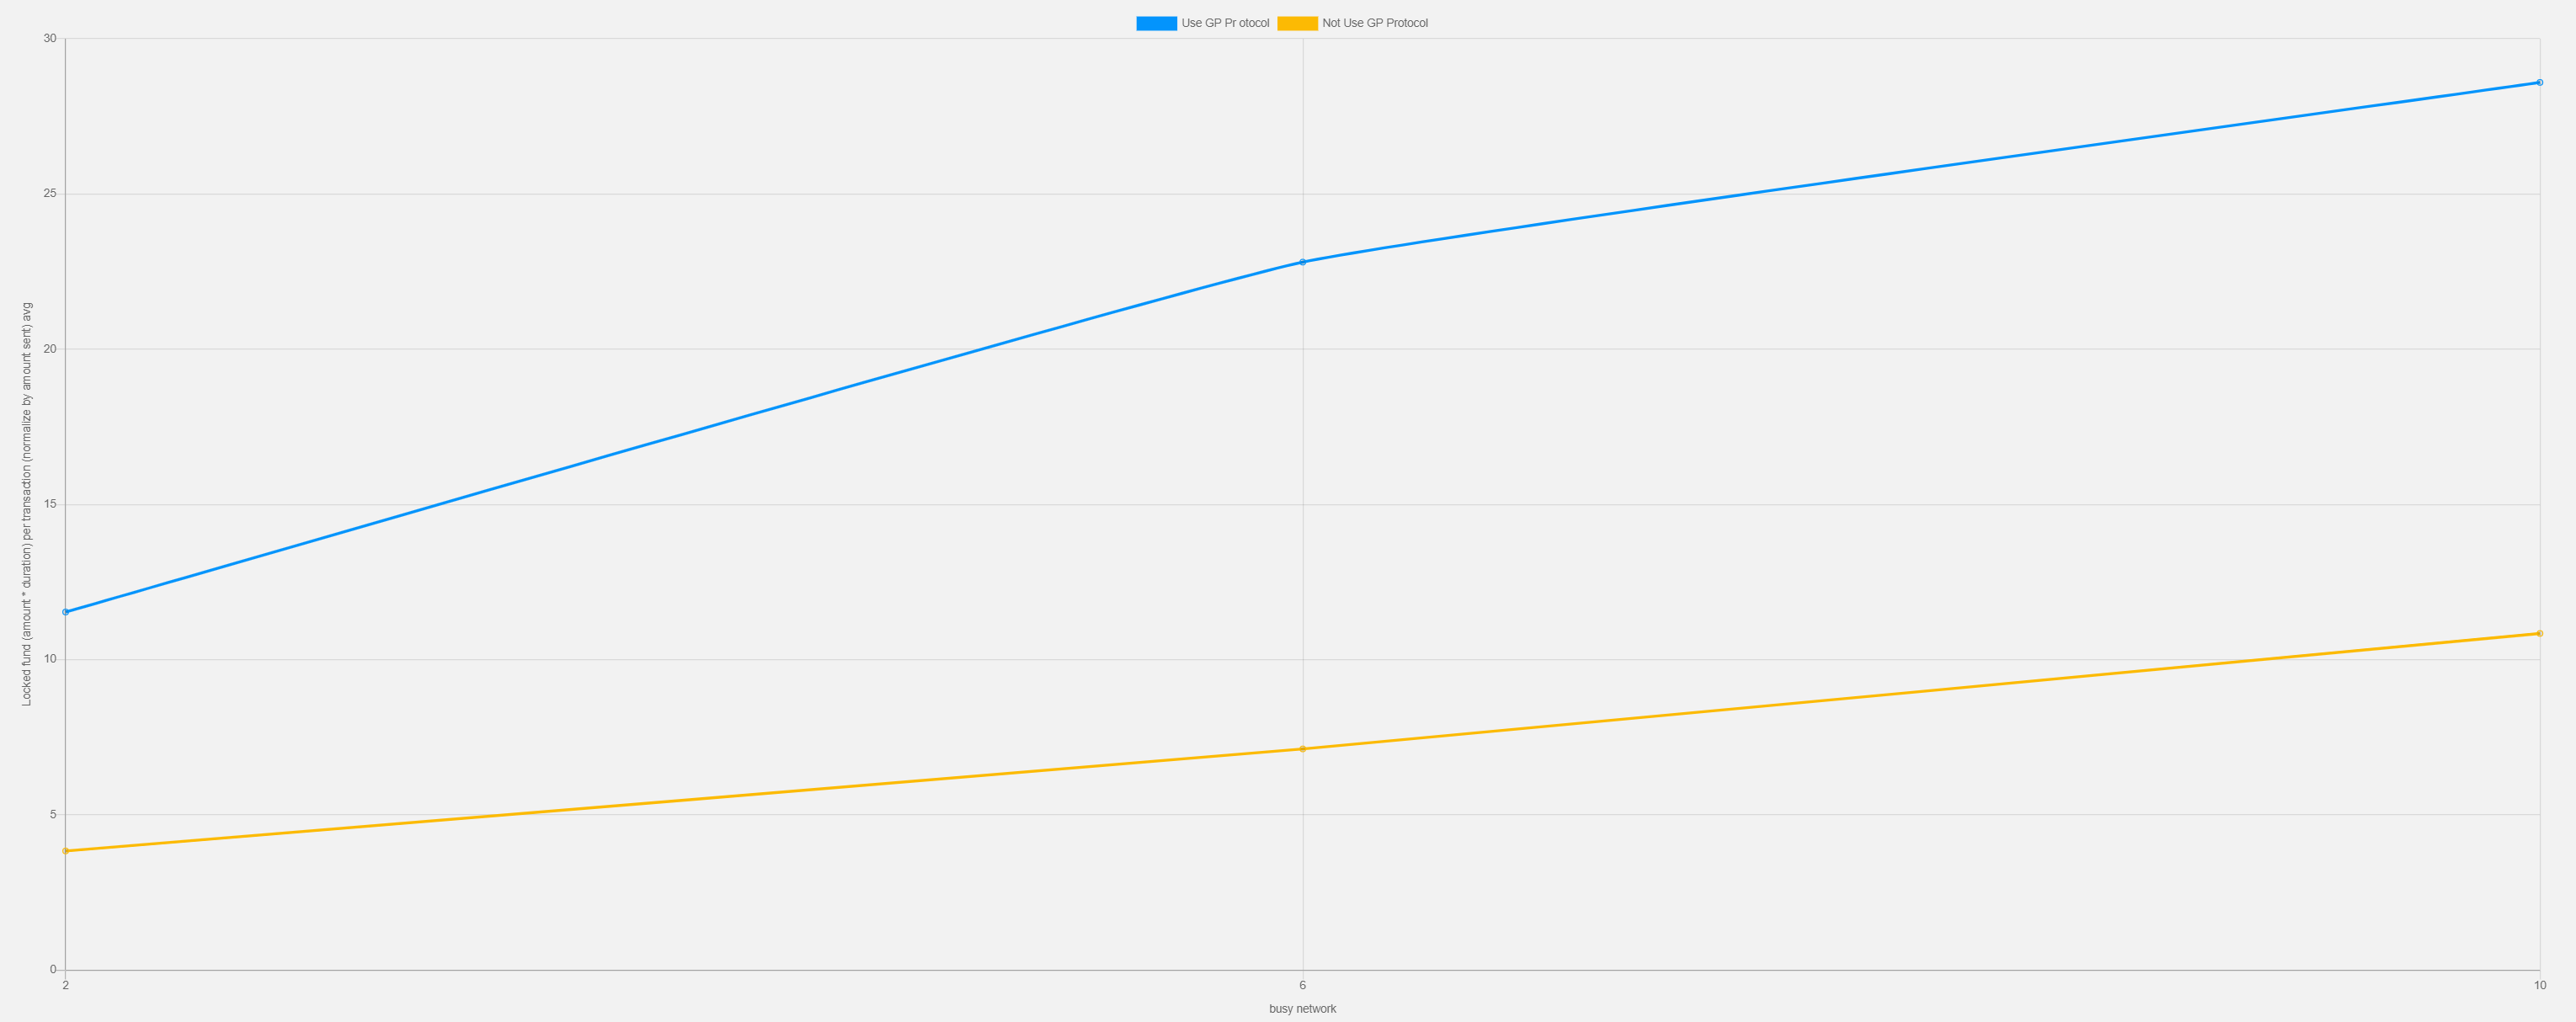 Use GP Pr otocol Not Use GP Protocol
30
25
20
15
10
5
0
Locked fund (amount * duration) per transaction (normalize by amount sent) avg
2 6 10
busy network